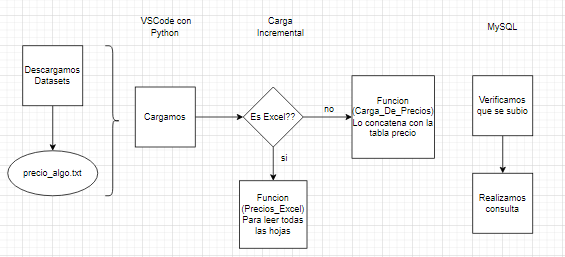 VSCode con
Python
Carga
Incremental
MySQL
Descargamos
Datasets
precio_algo.txt
Cargamos
Es Excel??
no
si
Funcion
(Carga_De_Precios)
Lo concatena con la
tabla precio
Funcion
(Precios_Excel)
Para leer todas
las hojas
Verificamos
que se subio
Realizamos
consulta